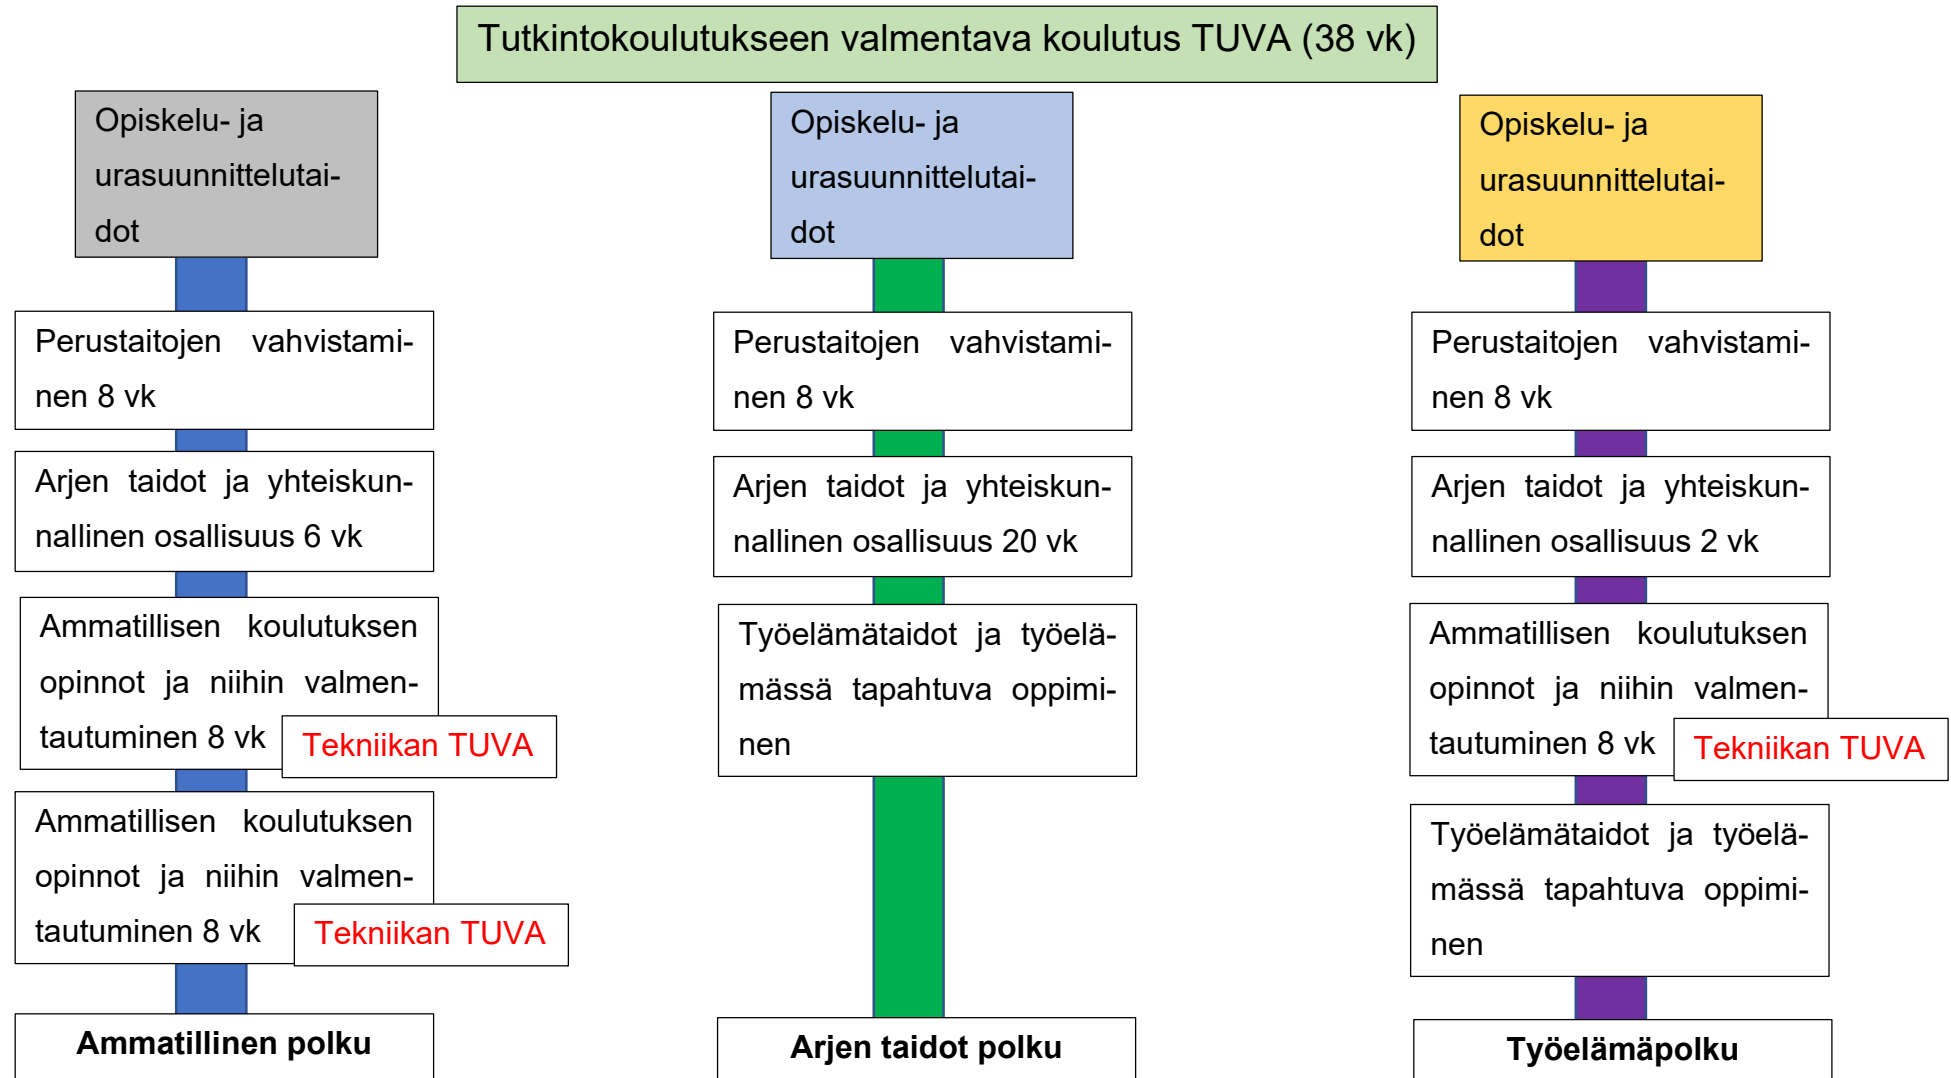 Tutkintokoulutukseen valmentava koulutus TUVA (38 vk)
Opiskelu- ja
urasuunnittelutai-
dot
Perustaitojen vahvistami-
nen 8 vk
Arjen taidot ja yhteiskun-
nallinen osallisuus 6 vk
Ammatillisen koulutuksen
opinnot ja niihin valmen-
tautuminen 8 vk
Tekniikan TUVA
Ammatillisen koulutuksen
opinnot ja niihin valmen-
tautuminen 8 vk
Tekniikan TUVA
Ammatillinen polku
Opiskelu- ja
urasuunnittelutai-
dot
Perustaitojen vahvistami-
nen 8 vk
Arjen taidot ja yhteiskun-
nallinen osallisuus 20 vk
Työelämätaidot ja työelä-
mässä tapahtuva oppimi-
nen
Arjen taidot polku
Opiskelu- ja
urasuunnittelutai-
dot
Perustaitojen vahvistami-
nen 8 vk
Arjen taidot ja yhteiskun-
nallinen osallisuus 2 vk
Ammatillisen koulutuksen
opinnot ja niihin valmen-
tautuminen 8 vk
Tekniikan TUVA
Työelämätaidot ja työelä-
mässä tapahtuva oppimi-
nen
Työelämäpolku